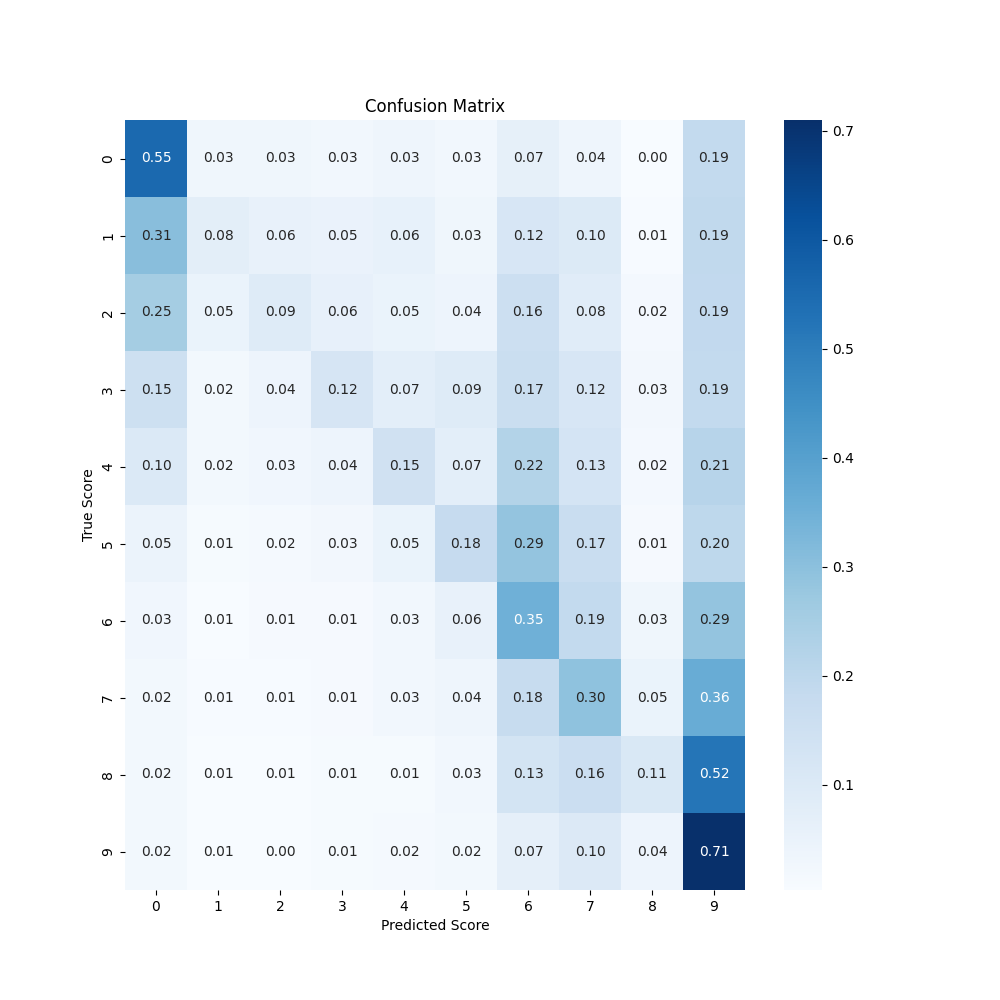 Confusion Matrix
0 0.55 0.03 0.03 0.03 0.03 0.03 0.07 0.04 0.00 0.19
1 0.31 0.08 0.06 0.05 0.06 0.03 0.12 0.10 0.01 0.19
2 0.25 0.05 0.09 0.06 0.05 0.04 0.16 0.08 0.02 0.19
3 0.15 0.02 0.04 0.12 0.07 0.09 0.17 0.12 0.03 0.19
4 0.10 0.02 0.03 0.04 0.15 0.07 0.22 0.13 0.02 0.21
5 0.05 0.01 0.02 0.03 0.05 0.18 0.29 0.17 0.01 0.20
6 0.03 0.01 0.01 0.01 0.03 0.06 0.35 0.19 0.03 0.29
7 0.02 0.01 0.01 0.01 0.03 0.04 0.18 0.30 0.05 0.36
8 0.02 0.01 0.01 0.01 0.01 0.03 0.13 0.16 0.11 0.52
9 0.02 0.01 0.00 0.01 0.02 0.02 0.07 0.10 0.04 0.71
0 1 2 3 4 5 6 7 8 9
Predicted Score
True Score
0.7
0.6
0.5
0.4
0.3
0.2
0.1